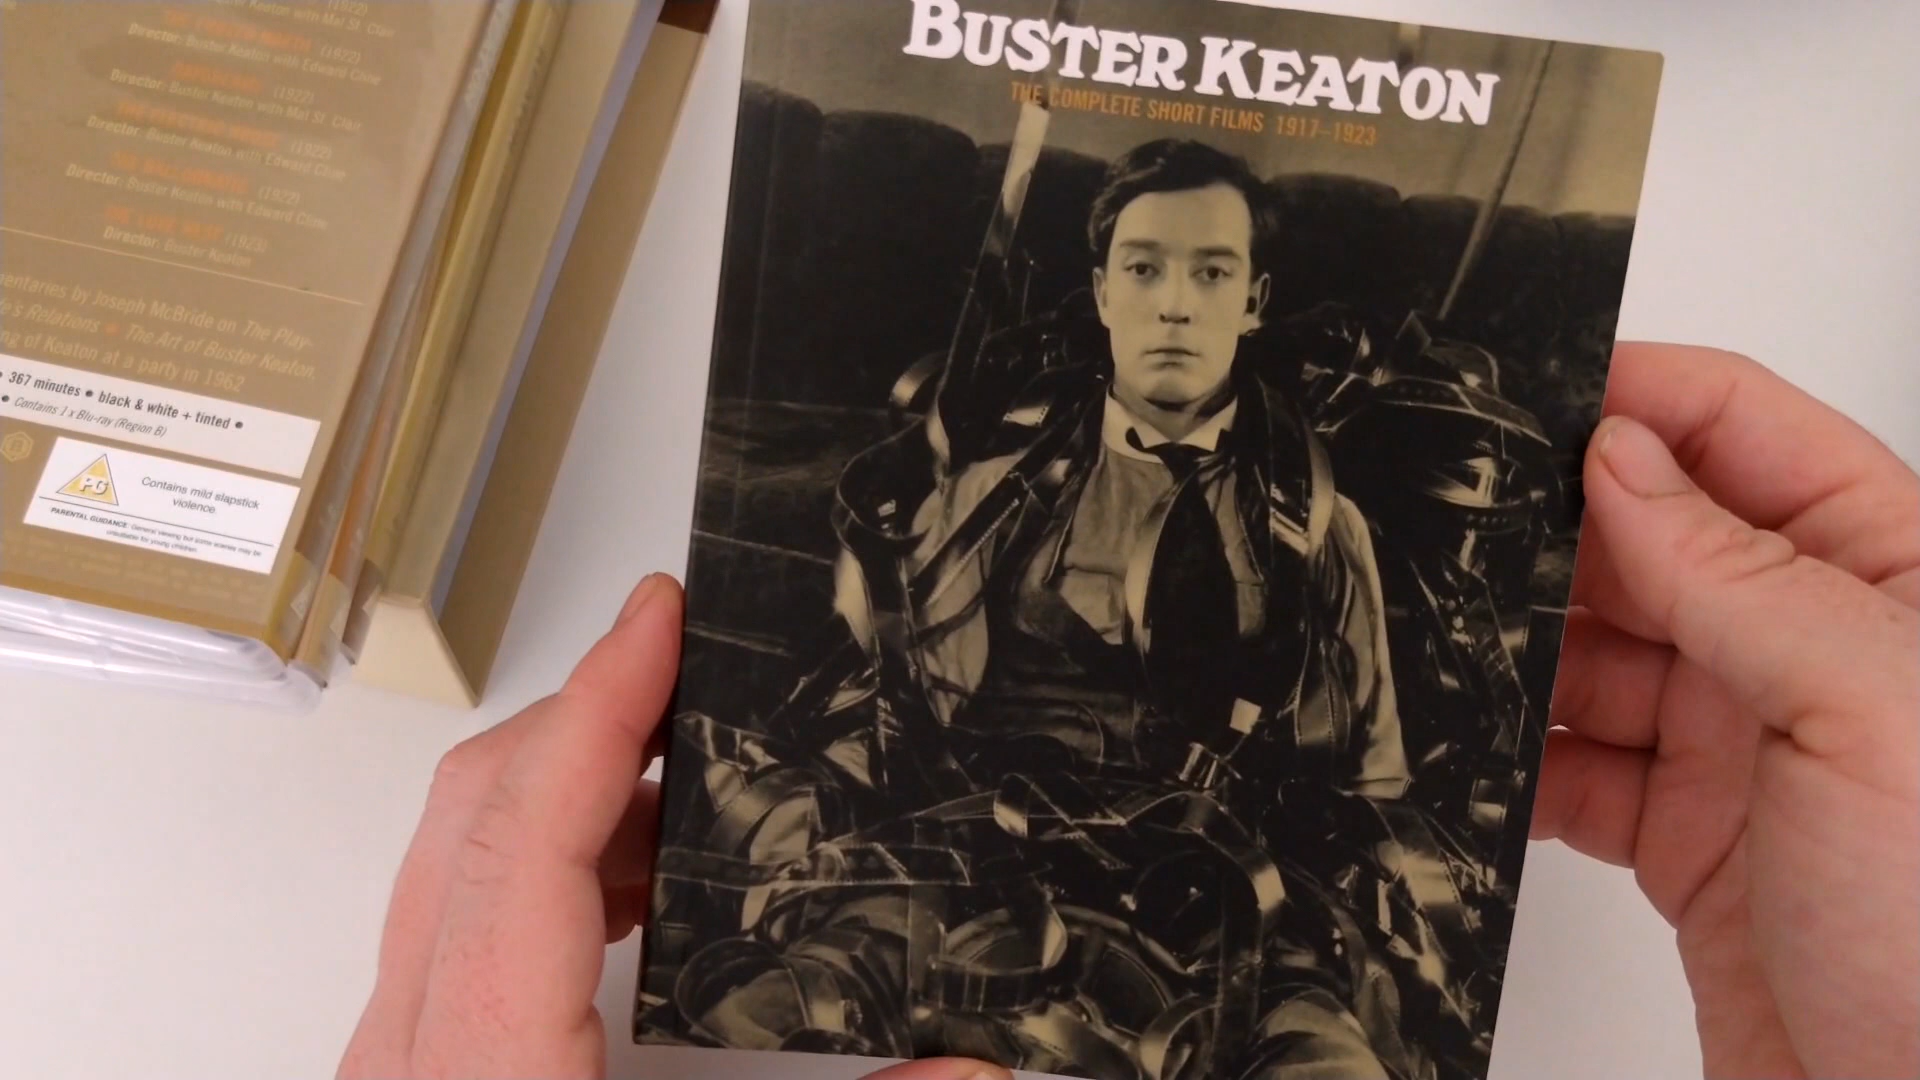 (1922)
Keaton with Mal St. Clair
(1922)
Director: Buster Keaton with Edward Cline
(1922)
Director: Buster Keaton with Mal St. Clair
(1922)
Director: Buster Keaton with Edward Cline
(1922)
Director: Buster Keaton with Edward Cline
(1923)
Director: Buster Keaton
by Joseph McBride on The Play-
Relations • The Art of Buster Keaton
of Keaton at a party in 1962
• 367 minutes • black & white + tinted •
• Contains 1 x Blu-ray (Region B)
PG
Contains mild slapstick
violence
PARENTAL GUIDANCE: General viewing but some scenes may be
unsuitable for young children
BUSTER KEATON
THE COMPLETE SHORT FILMS 1917–1923